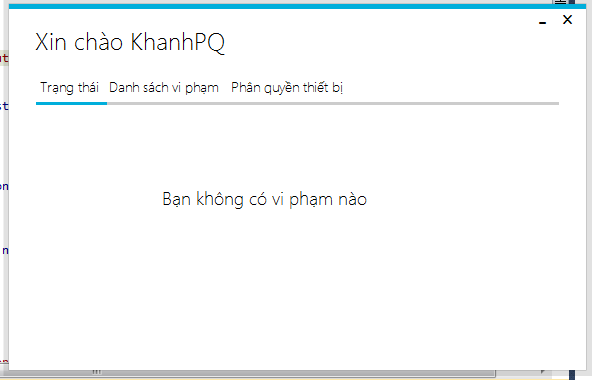 Xin chào KhanhPQ
Trạng thái Danh sách vi phạm Phân quyền thiết bị
Bạn không có vi phạm nào